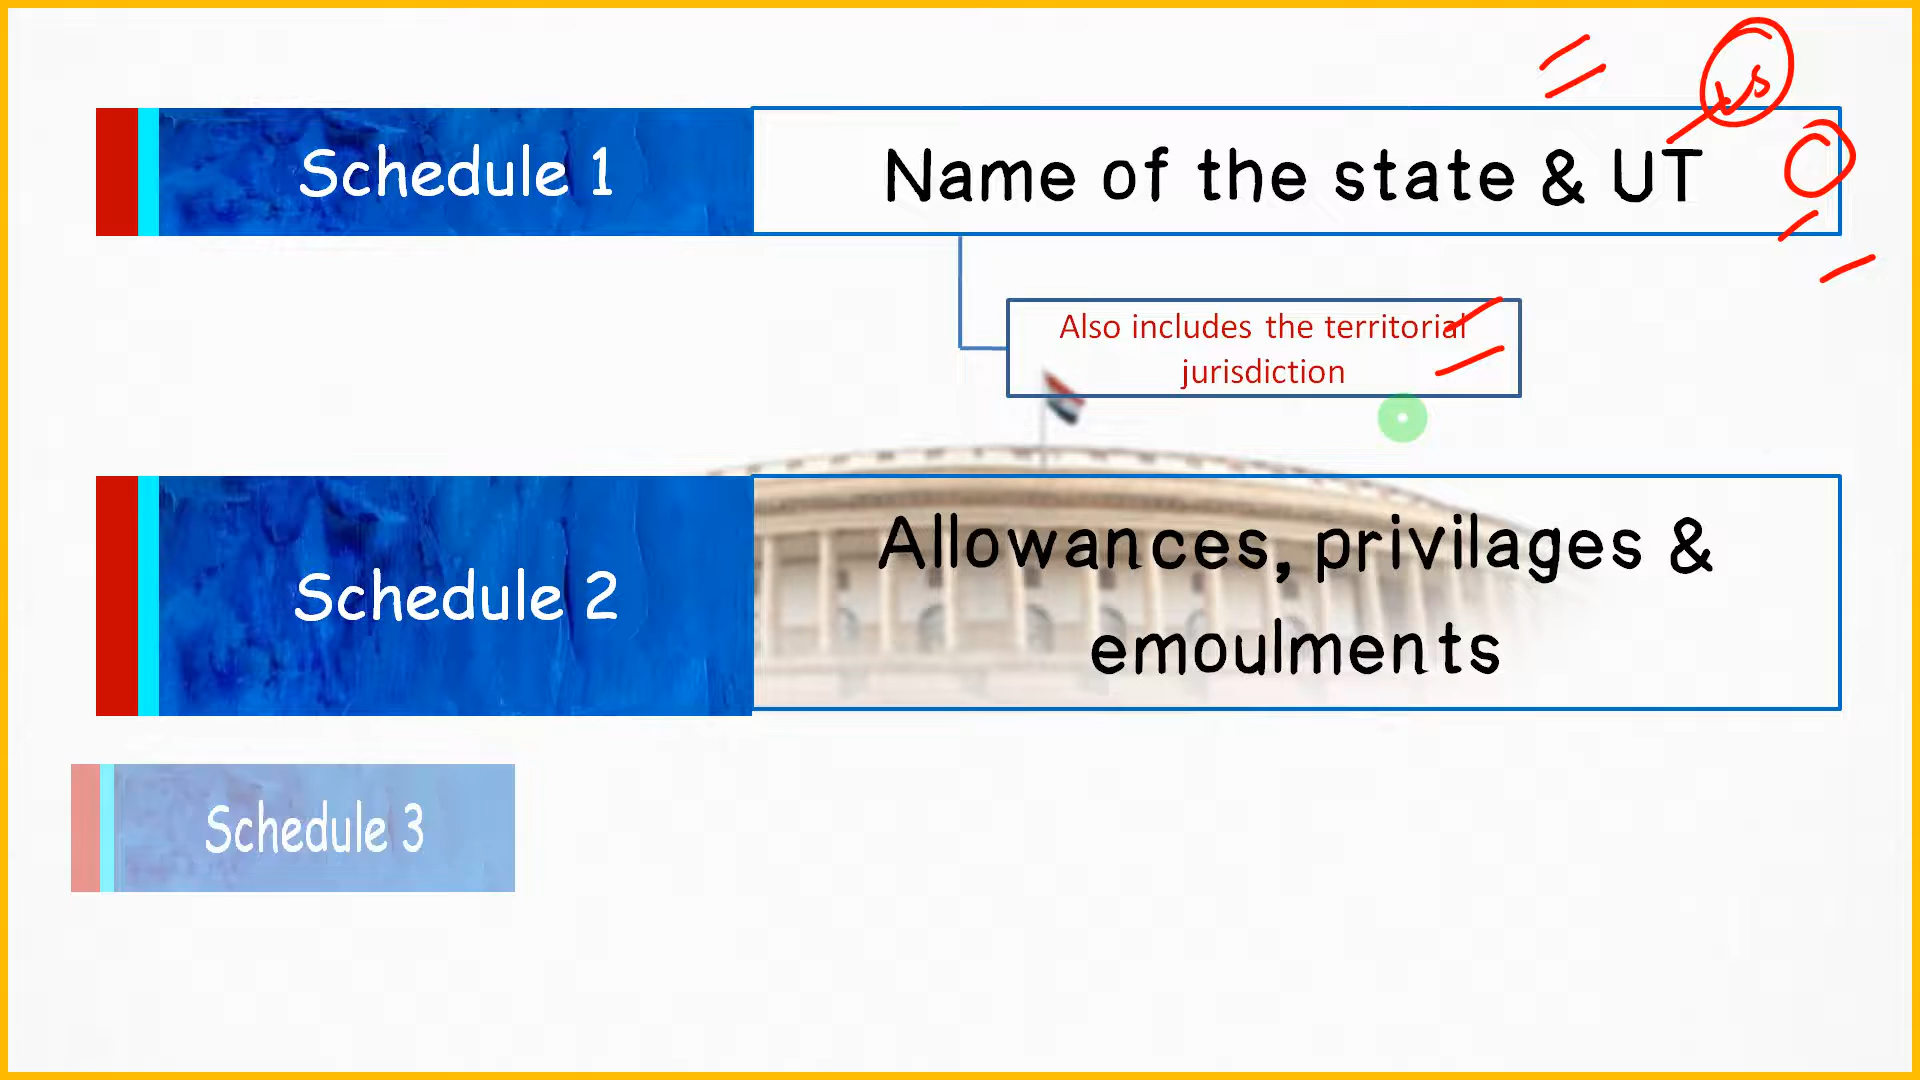 Schedule 1
Name of the state & UT
Also includes the territorial
jurisdiction
Schedule 2
Allowances, privilages &
emoulments
Schedule 3